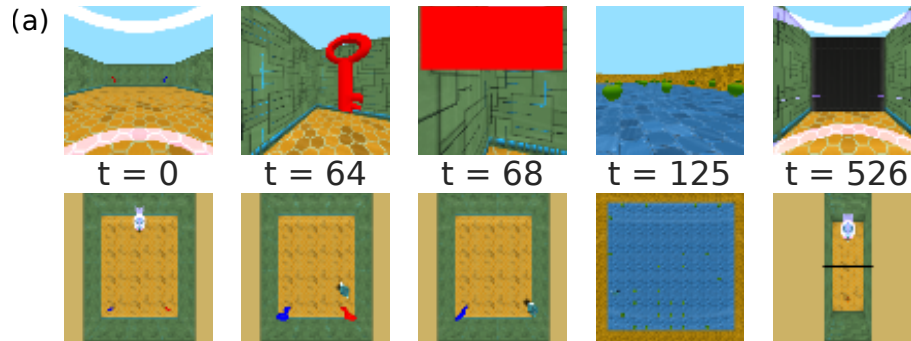 (a)
t = 0 t = 64 t = 68 t = 125 t = 526